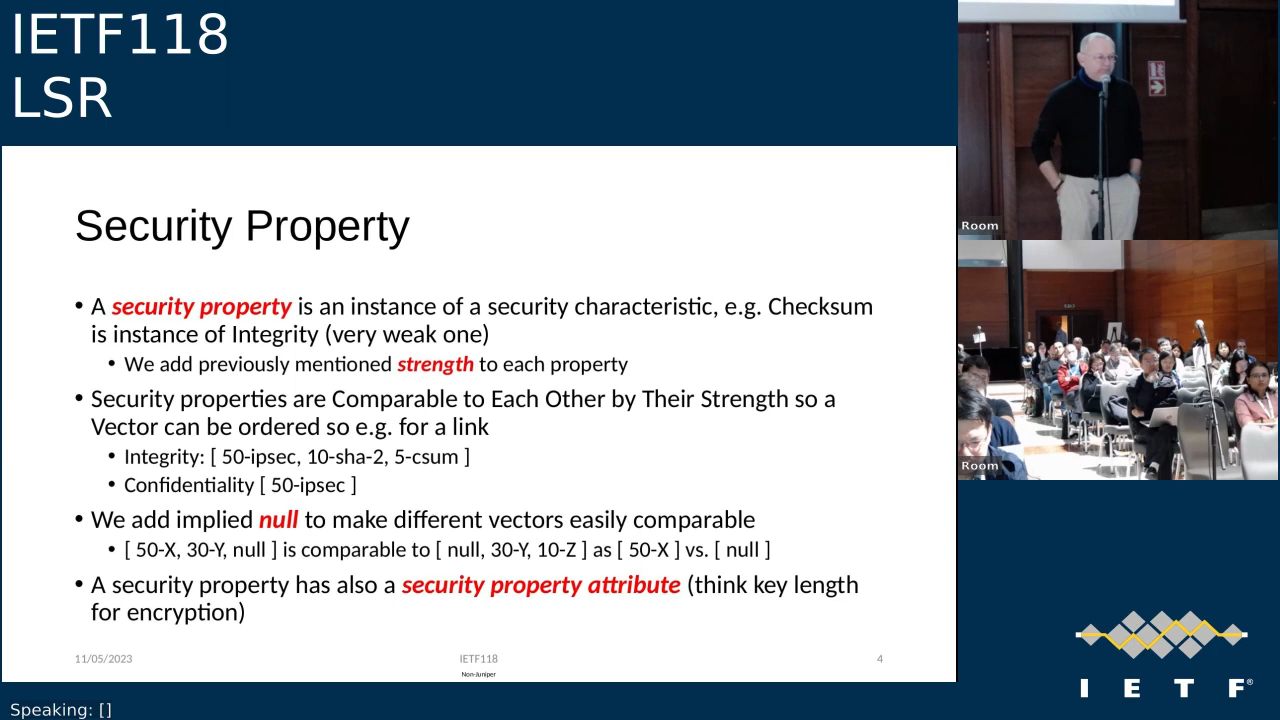 IETF118
LSR
Security Property
• A security property is an instance of a security characteristic, e.g. Checksum
is instance of Integrity (very weak one)
• We add previously mentioned strength to each property
• Security properties are Comparable to Each Other by Their Strength so a
Vector can be ordered so e.g. for a link
• Integrity: [ 50-ipsec, 10-sha-2, 5-csum ]
• Confidentiality [ 50-ipsec ]
• We add implied null to make different vectors easily comparable
• [ 50-X, 30-Y, null ] is comparable to [ null, 30-Y, 10-Z ] as [ 50-X ] vs. [ null ]
• A security property has also a security property attribute (think key length
for encryption)
11/05/2023
IETF118
4
Non-Juniper
Room
Room
I E T F®
Speaking: []